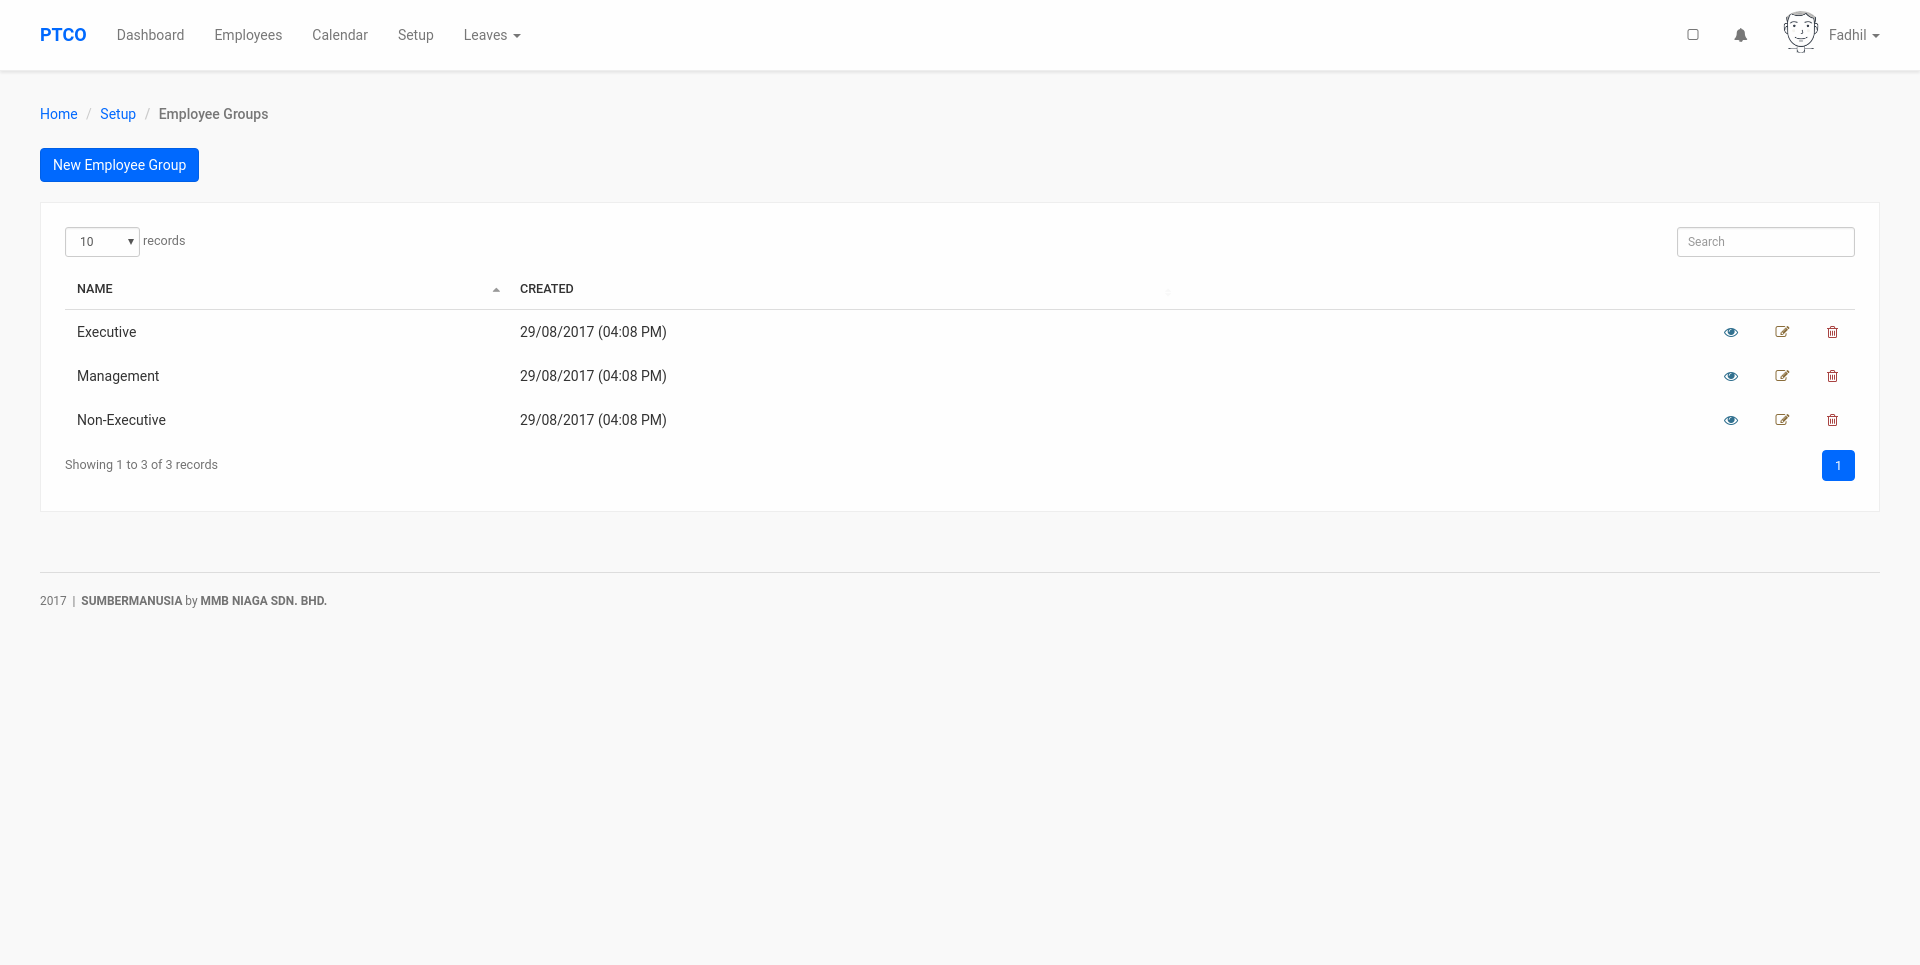 PTCO Dashboard Employees Calendar Setup Leaves Fadhil
Home / Setup / Employee Groups
New Employee Group
10 records Search
NAME CREATED
Executive 29/08/2017 (04:08 PM)
Management 29/08/2017 (04:08 PM)
Non-Executive 29/08/2017 (04:08 PM)
Showing 1 to 3 of 3 records 1
2017 | SUMBERMANUSIA by MMB NIAGA SDN. BHD.